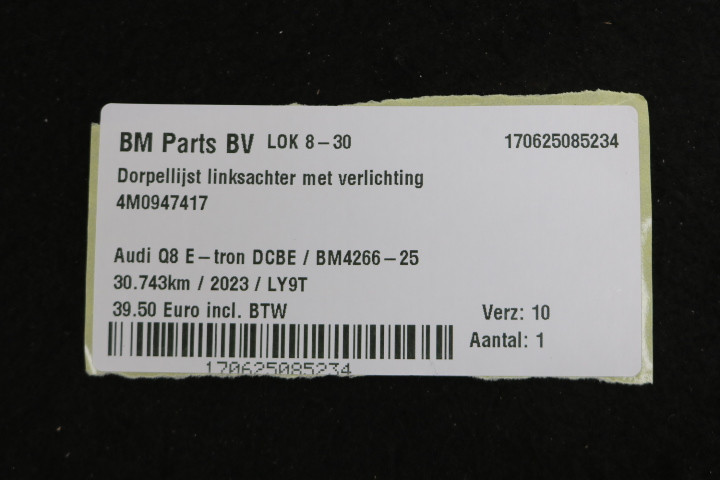 BM Parts BV LOK 8-30 170625085234
Dorpellijst linksachter met verlichting
4M0947417
Audi Q8 E-tron DCBE / BM4266-25
30.743km / 2023 / LY9T
39.50 Euro incl. BTW Verz: 10
Aantal: 1
170625085234